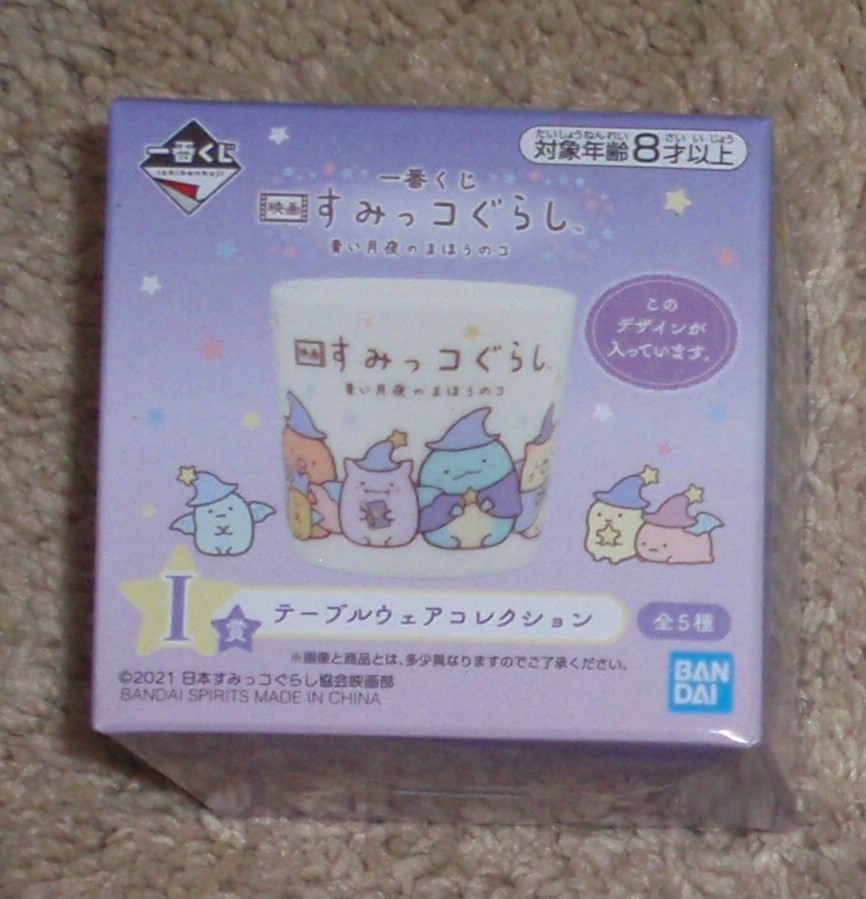 一番くじ
ichibankuji
たいしょうねんれい さい い じょう
対象年齢8才以上
一番くじ
映画すみっコぐらし™
青い月夜のまほうのコ
この
デザインが
入っています。
映画すみっコぐらし
青い月夜のまほうのコ
I賞
テーブルウェアコレクション
全5種
※画像と商品とは、多少異なりますのでご了承ください。
©2021 日本すみっコぐらし協会映画部
BANDAI SPIRITS MADE IN CHINA
BAN
DAI